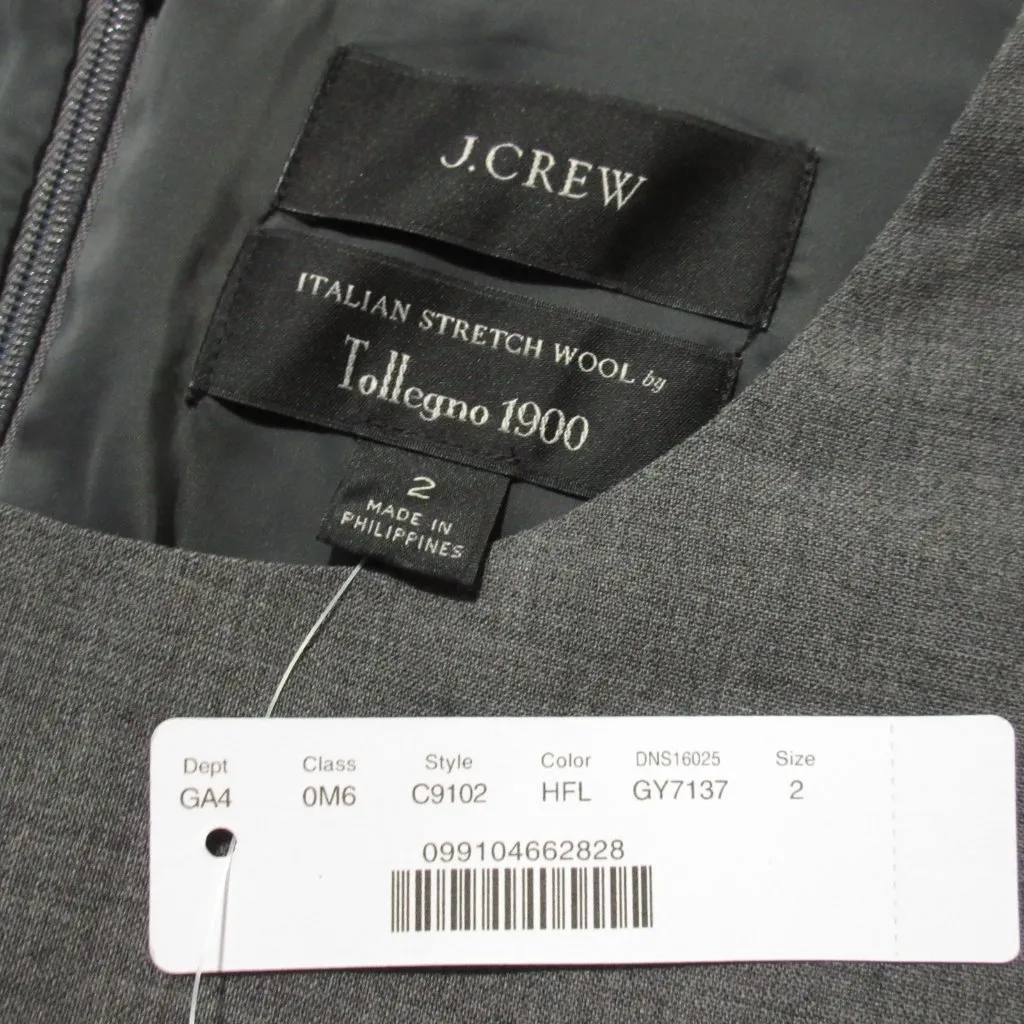 J.CREW
ITALIAN STRETCH WOOL by
Tollegno 1900
2
MADE IN
PHILIPPINES
Dept Class Style Color DNS16025 Size
GA4 0M6 C9102 HFL GY7137 2
099104662828